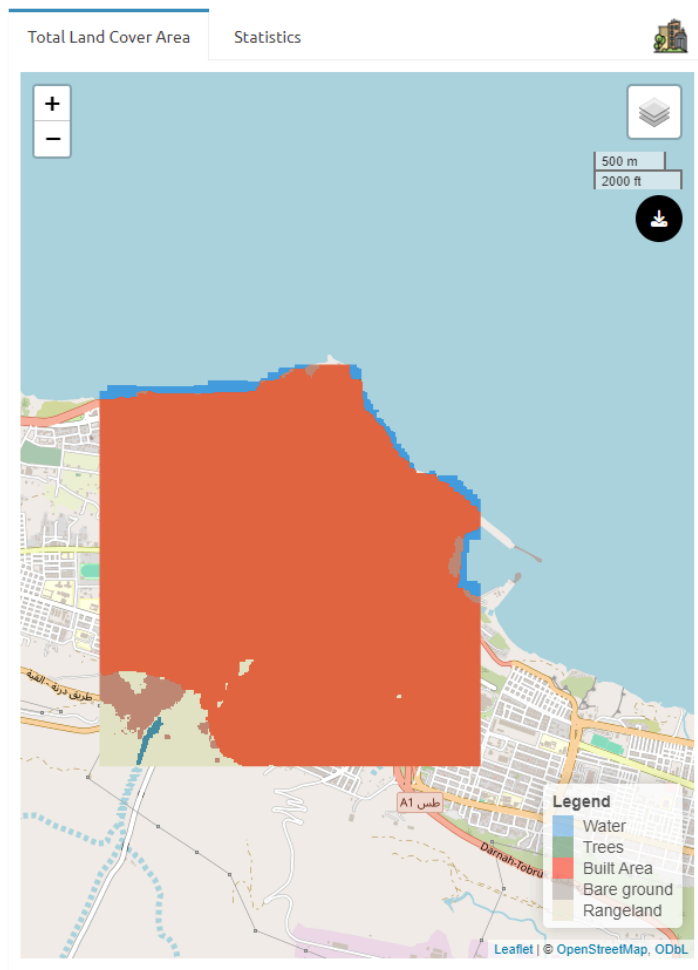 Total Land Cover Area
Statistics
+
−
500 m
2000 ft
طريق درنة - القبة
طس A1
Darnah-Tobru
Legend
Water
Trees
Built Area
Bare ground
Rangeland
Leaflet | © OpenStreetMap, ODbL